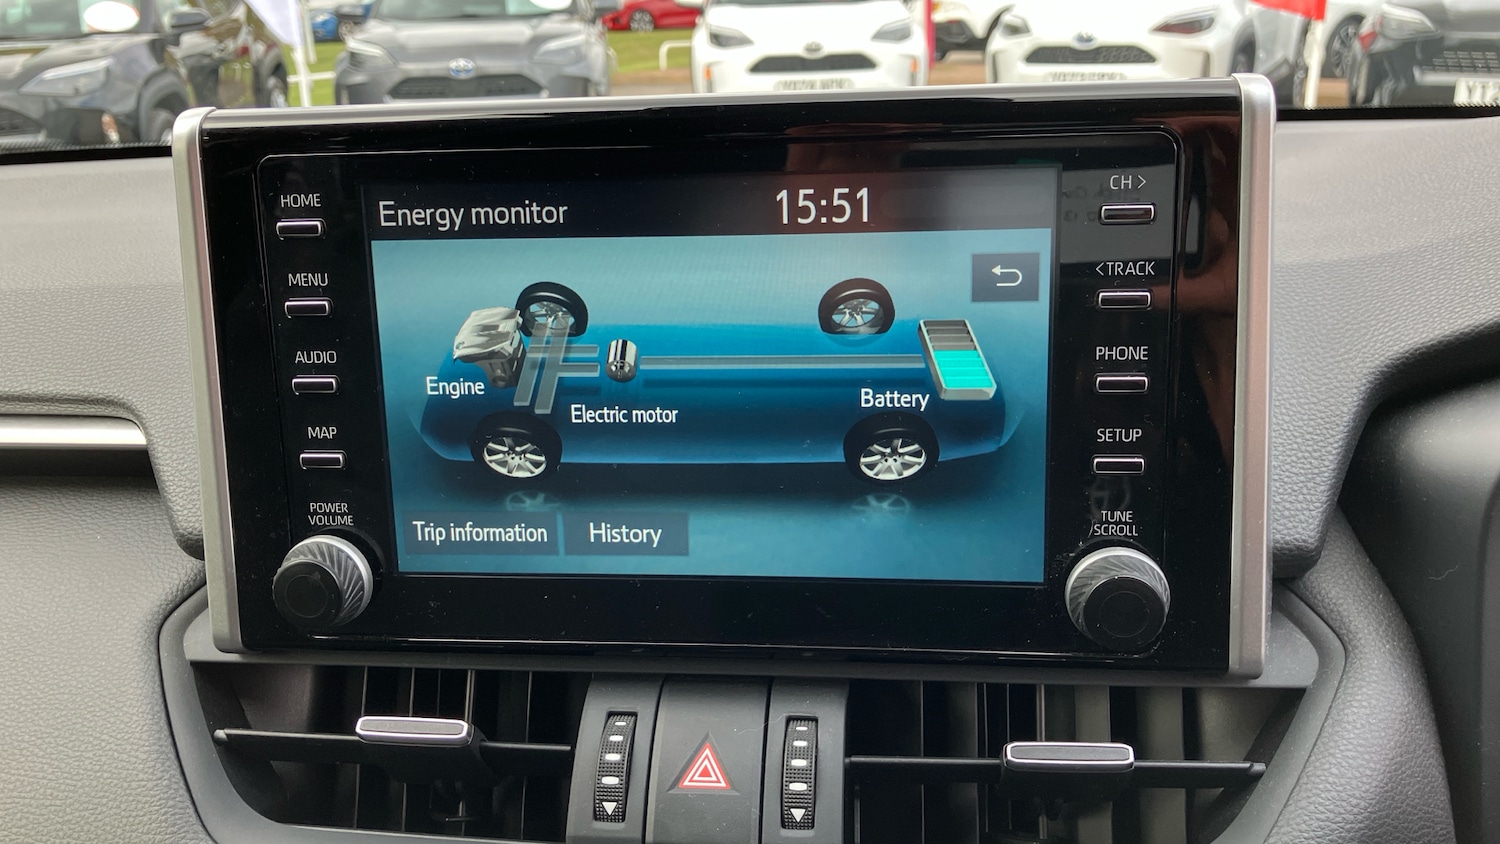 HOME
MENU
AUDIO
MAP
POWER
VOLUME
Energy monitor
15:51
Engine
Electric motor
Battery
Trip information
History
CH >
<TRACK
PHONE
SETUP
TUNE
/SCROLL